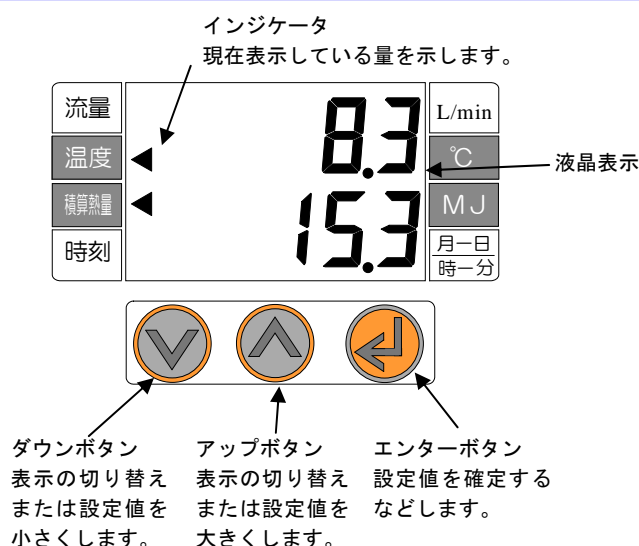 インジケータ
現在表示している量を示します。
流量
8.3
L/min
温度
℃
液晶表示
積算熱量
15.3
MJ
時刻
月ー日
時ー分
ダウンボタン
表示の切り替え
または設定値を
小さくします。
アップボタン
表示の切り替え
または設定値を
大きくします。
エンターボタン
設定値を確定する
などします。